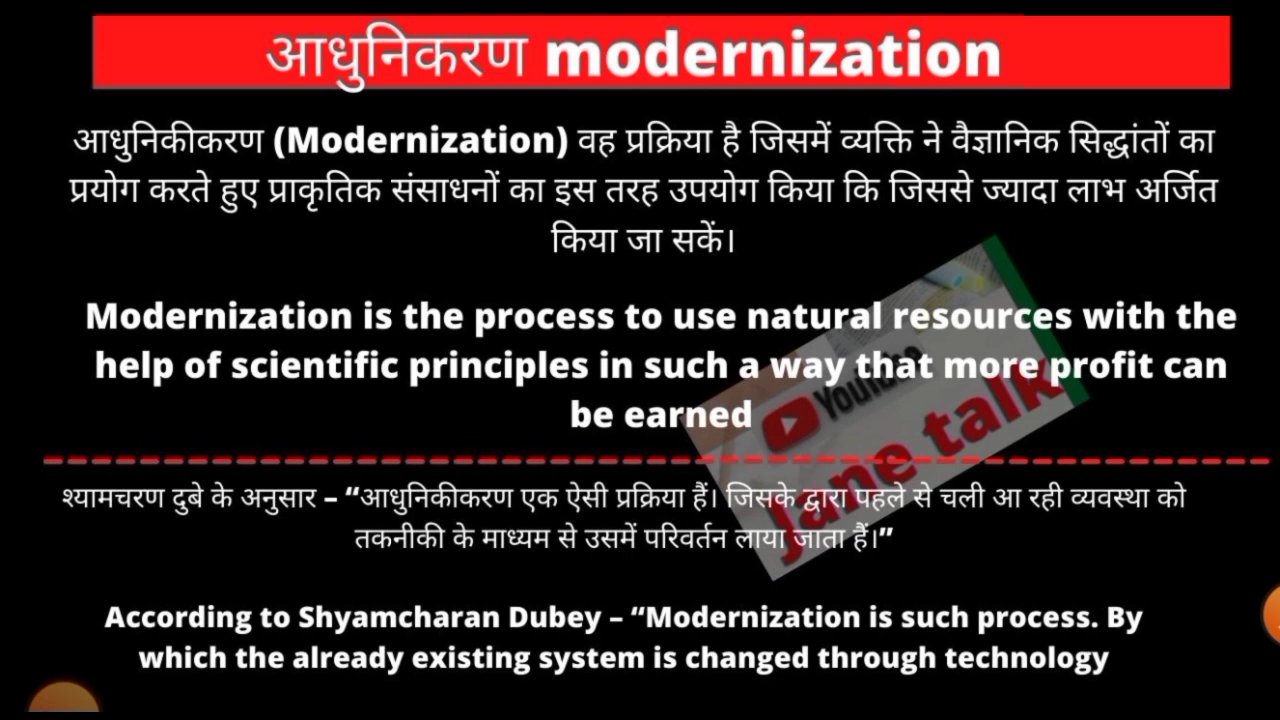 आधुनिकरण modernization
आधुनिकीकरण (Modernization) वह प्रक्रिया है जिसमें व्यक्ति ने वैज्ञानिक सिद्धांतों का
प्रयोग करते हुए प्राकृतिक संसाधनों का इस तरह उपयोग किया कि जिससे ज्यादा लाभ अर्जित
किया जा सकें।
Modernization is the process to use natural resources with the
help of scientific principles in such a way that more profit can
be earned
YouTube
Jane talk
श्यामचरण दुबे के अनुसार – “आधुनिकीकरण एक ऐसी प्रक्रिया हैं। जिसके द्वारा पहले से चली आ रही व्यवस्था को
तकनीकी के माध्यम से उसमें परिवर्तन लाया जाता हैं।”
According to Shyamcharan Dubey – “Modernization is such process. By
which the already existing system is changed through technology